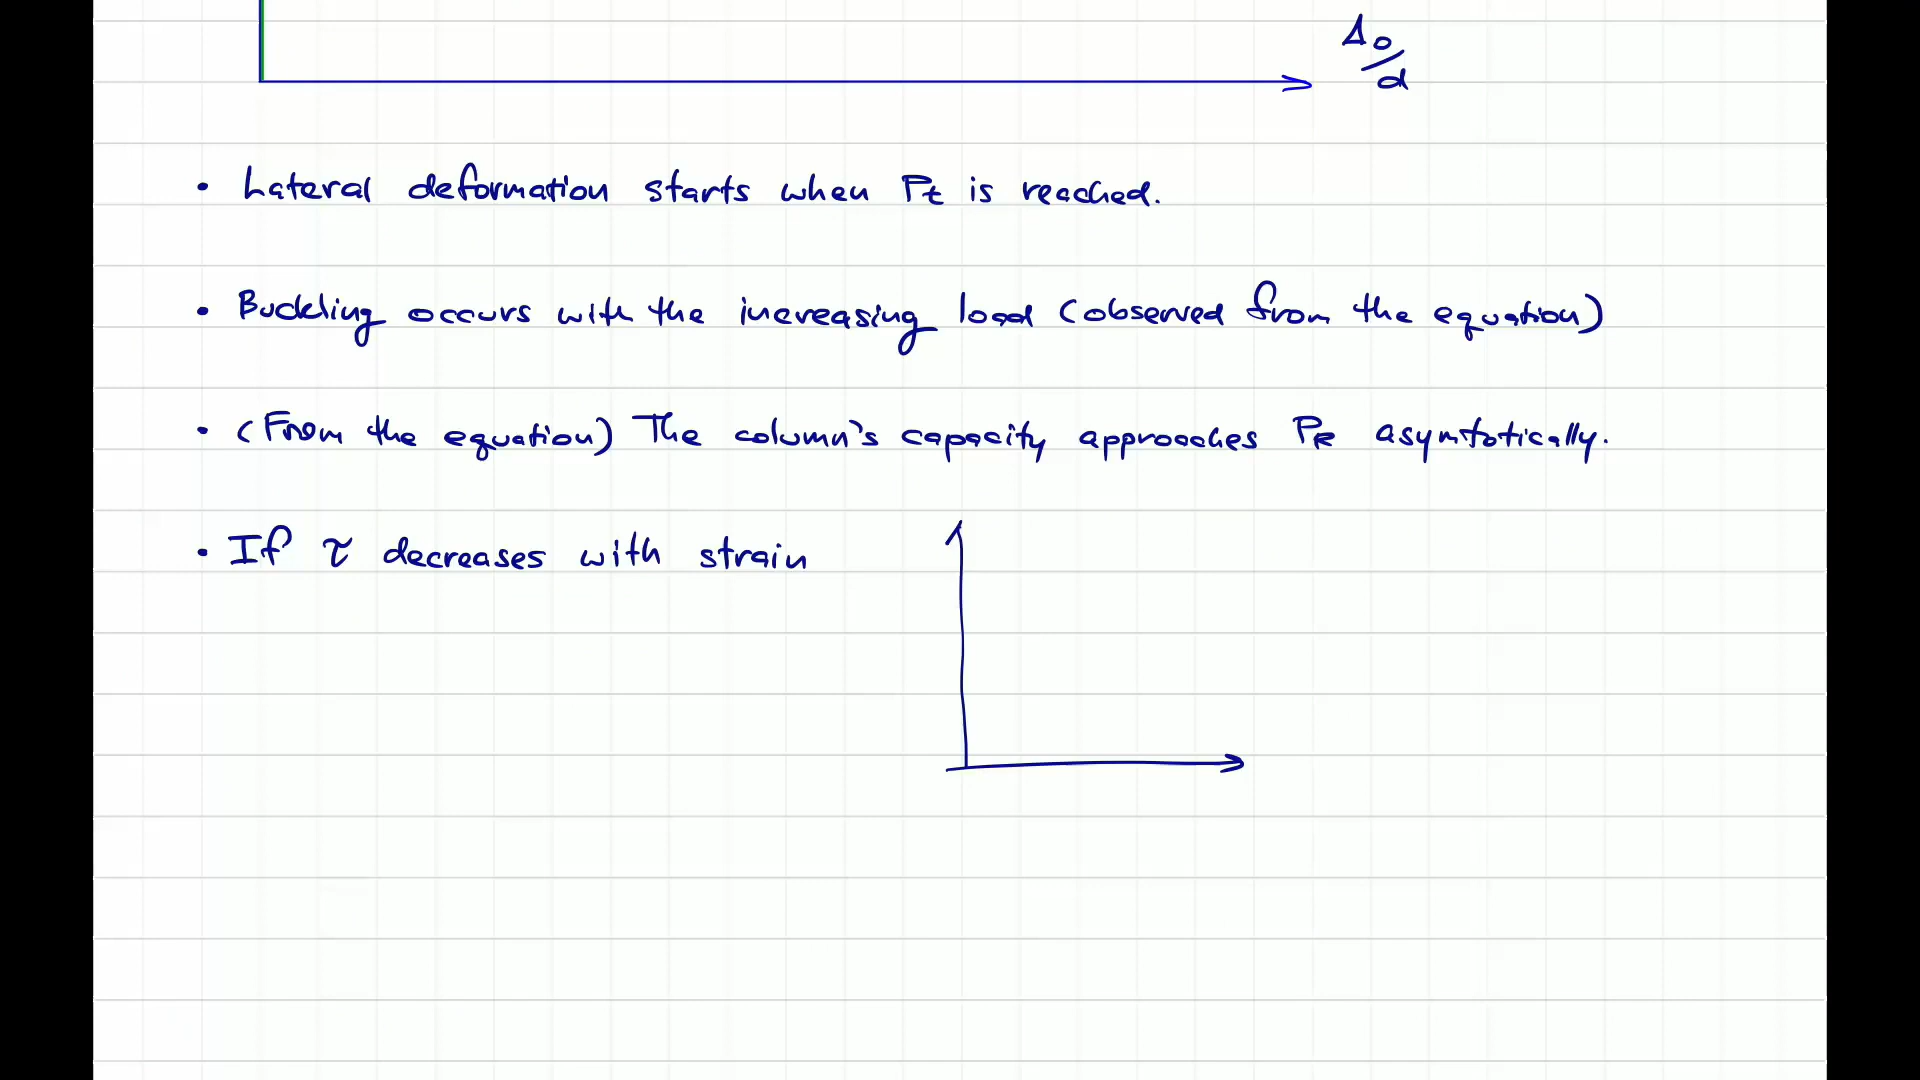 Δo/d
• Lateral deformation starts when Pt is reached.
• Buckling occurs with the increasing load (observed from the equation)
• (From the equation) The column's capacity approaches PR asymtotically.
• If τ decreases with strain